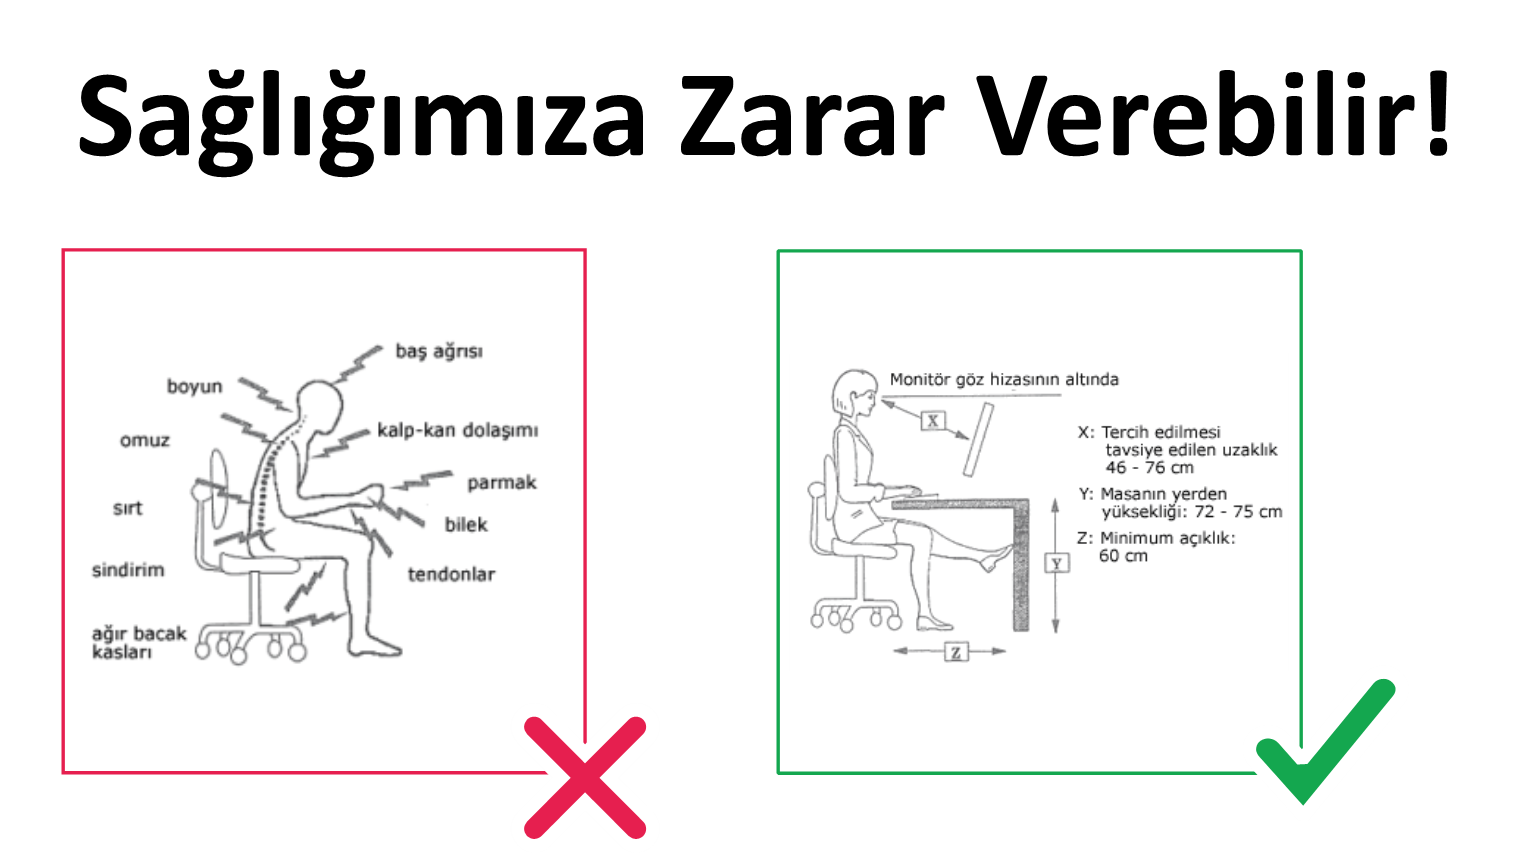 Sağlığımıza Zarar Verebilir!
baş ağrısı
boyun
kalp-kan dolaşımı
omuz
parmak
sırt
bilek
sindirim
tendonlar
ağır bacak
kasları
Monitör göz hizasının altında
X
X: Tercih edilmesi
tavsiye edilen uzaklık
46 - 76 cm
Y: Masanın yerden
yüksekliği: 72 - 75 cm
Z: Minimum açıklık:
60 cm
Y
Z